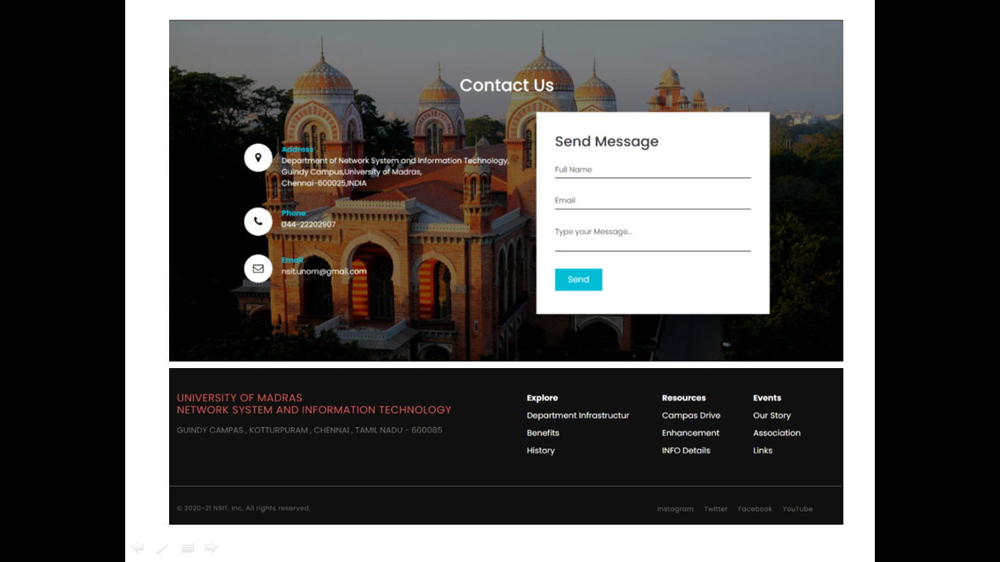 Contact Us
Address
Department of Network System and Information Technology,
Guindy Campus,University of Madras,
Chennai-600025,INDIA
Phone
044-22202907
Email
nsit.unom@gmail.com
Send Message
Full Name
Email
Type your Message...
Send
UNIVERSITY OF MADRAS
NETWORK SYSTEM AND INFORMATION TECHNOLOGY
GUINDY CAMPAS , KOTTURPURAM , CHENNAI , TAMIL NADU - 600085
Explore
Department Infrastructur
Benefits
History
Resources
Campas Drive
Enhancement
INFO Details
Events
Our Story
Association
Links
© 2020-21 NSIT, Inc. All rights reserved.
Instagram Twitter Facebook YouTube